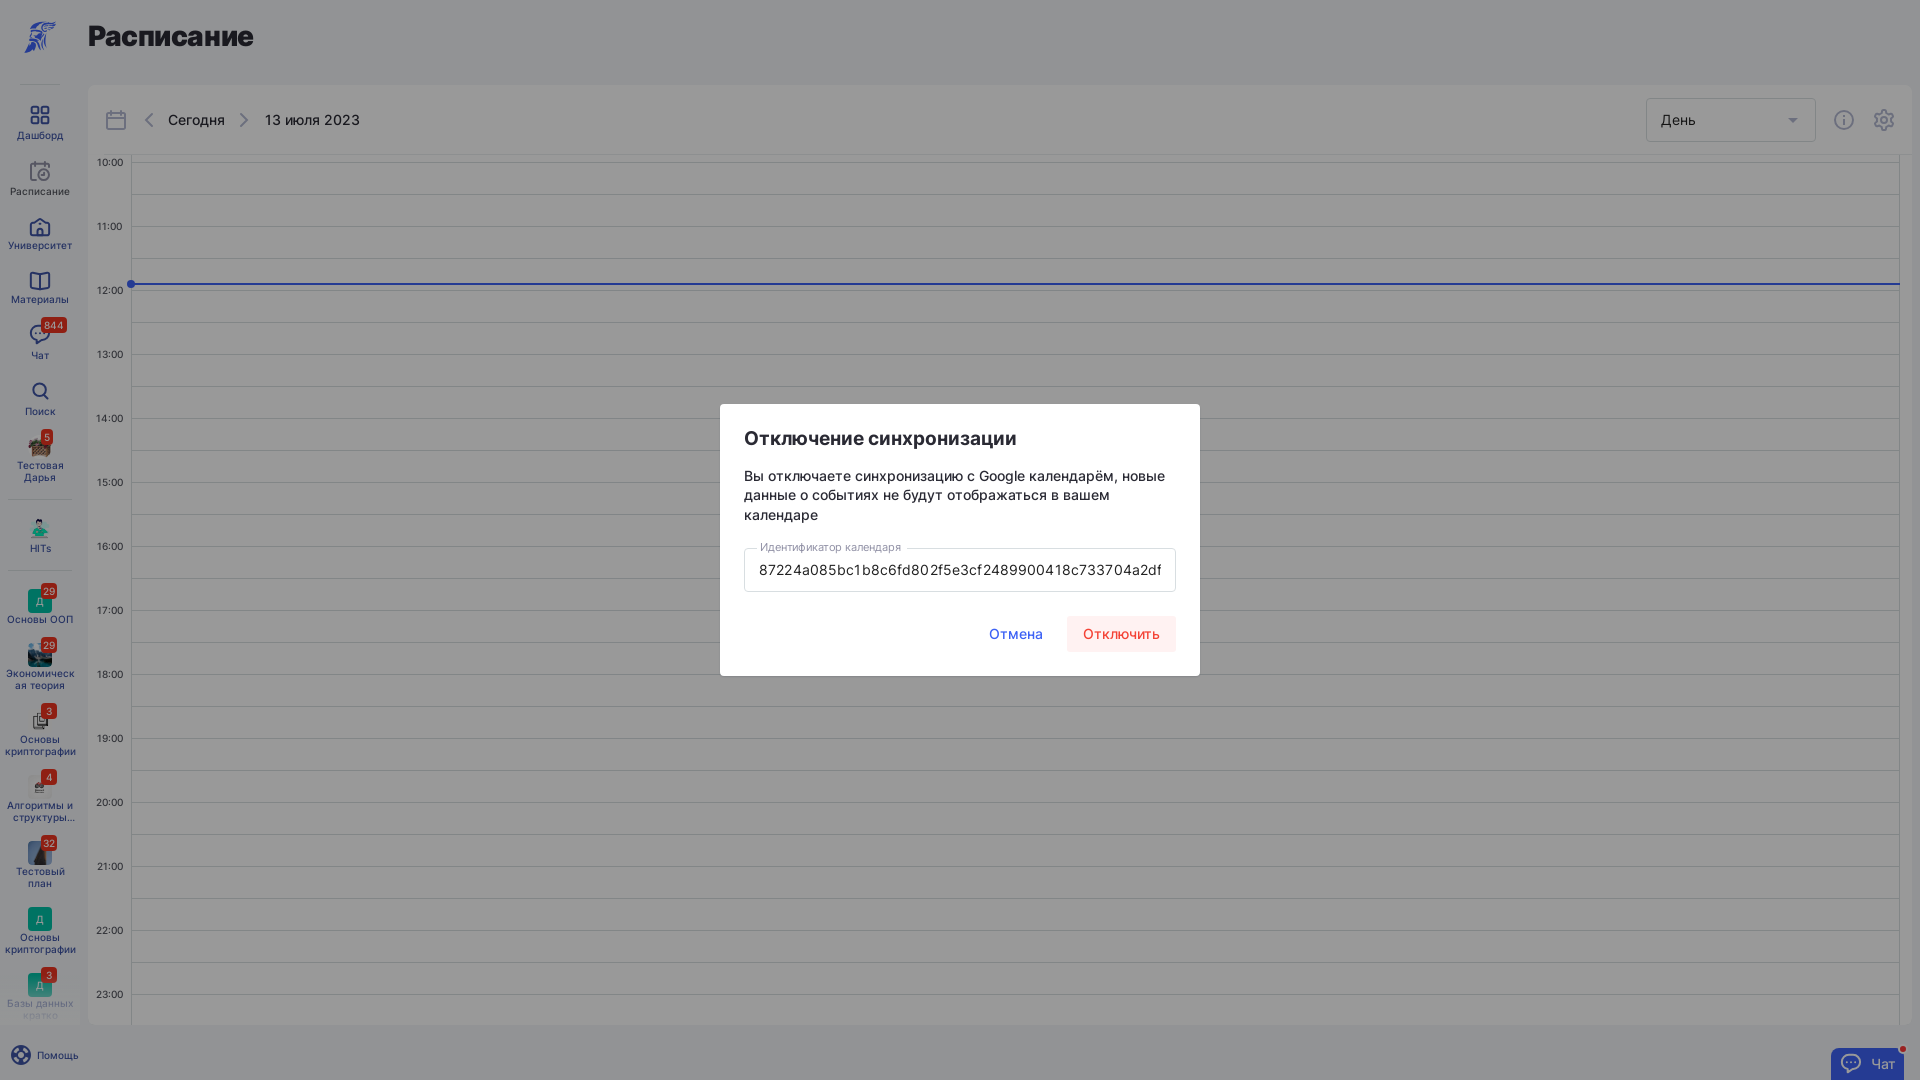 Расписание
Дашборд
Расписание
Университет
Материалы
844
Чат
Поиск
5
Тестовая
Дарья
HITs
29
Д
Основы ООП
29
Экономическ
ая теория
3
Основы
криптографии
4
Алгоритмы и
структуры...
32
Тестовый
план
Д
Основы
криптографии
3
Д
Базы данных
кратко
Помощь
Сегодня
13 июля 2023
День
10:00
11:00
12:00
13:00
14:00
15:00
16:00
17:00
18:00
19:00
20:00
21:00
22:00
23:00
Отключение синхронизации
Вы отключаете синхронизацию с Google календарём, новые
данные о событиях не будут отображаться в вашем
календаре
Идентификатор календаря
87224a085bc1b8c6fd802f5e3cf2489900418c733704a2df
Отмена
Отключить
Чат